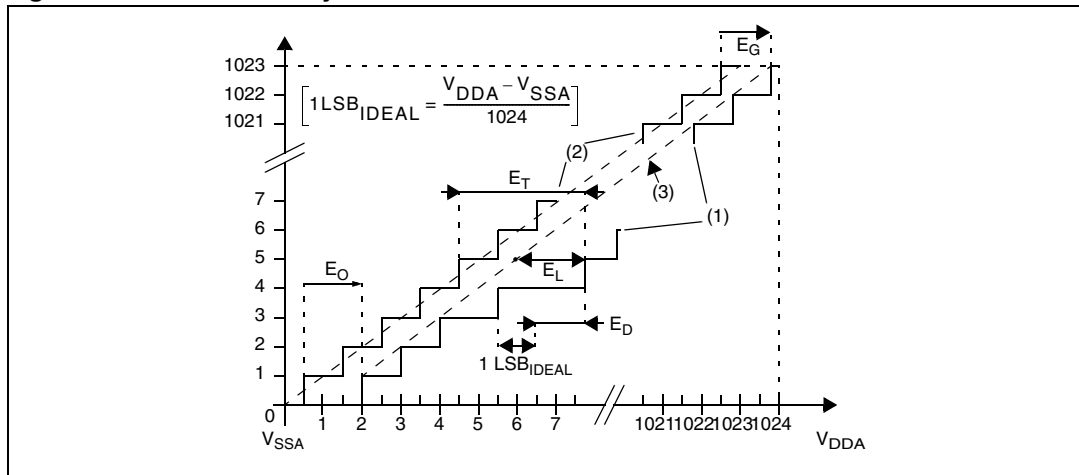 E_G
1023
1022
1021
[1LSB_IDEAL = (V_DDA – V_SSA) / 1024]
(2)
(3)
(1)
E_T
7
6
5
4
3
2
1
0
E_O
E_L
E_D
1 LSB_IDEAL
1 2 3 4 5 6 7 1021 1022 1023 1024
V_SSA
V_DDA